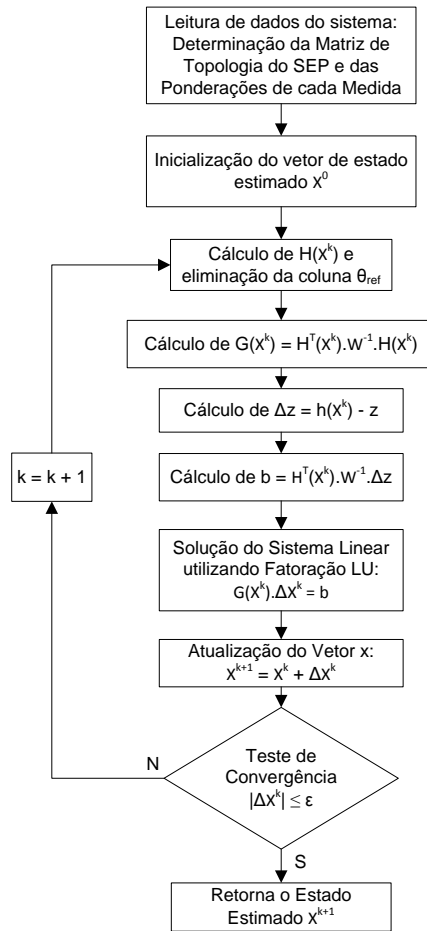 Leitura de dados do sistema:
Determinação da Matriz de
Topologia do SEP e das
Ponderações de cada Medida
Inicialização do vetor de estado
estimado X⁰
Cálculo de H(Xᵏ) e
eliminação da coluna θ_ref
Cálculo de G(Xᵏ) = Hᵀ(Xᵏ).W⁻¹.H(Xᵏ)
Cálculo de Δz = h(Xᵏ) - z
k = k + 1
Cálculo de b = Hᵀ(Xᵏ).W⁻¹.Δz
Solução do Sistema Linear
utilizando Fatoração LU:
G(Xᵏ).ΔXᵏ = b
Atualização do Vetor x:
Xᵏ⁺¹ = Xᵏ + ΔXᵏ
N
Teste de
Convergência
|ΔXᵏ| ≤ ε
S
Retorna o Estado
Estimado Xᵏ⁺¹